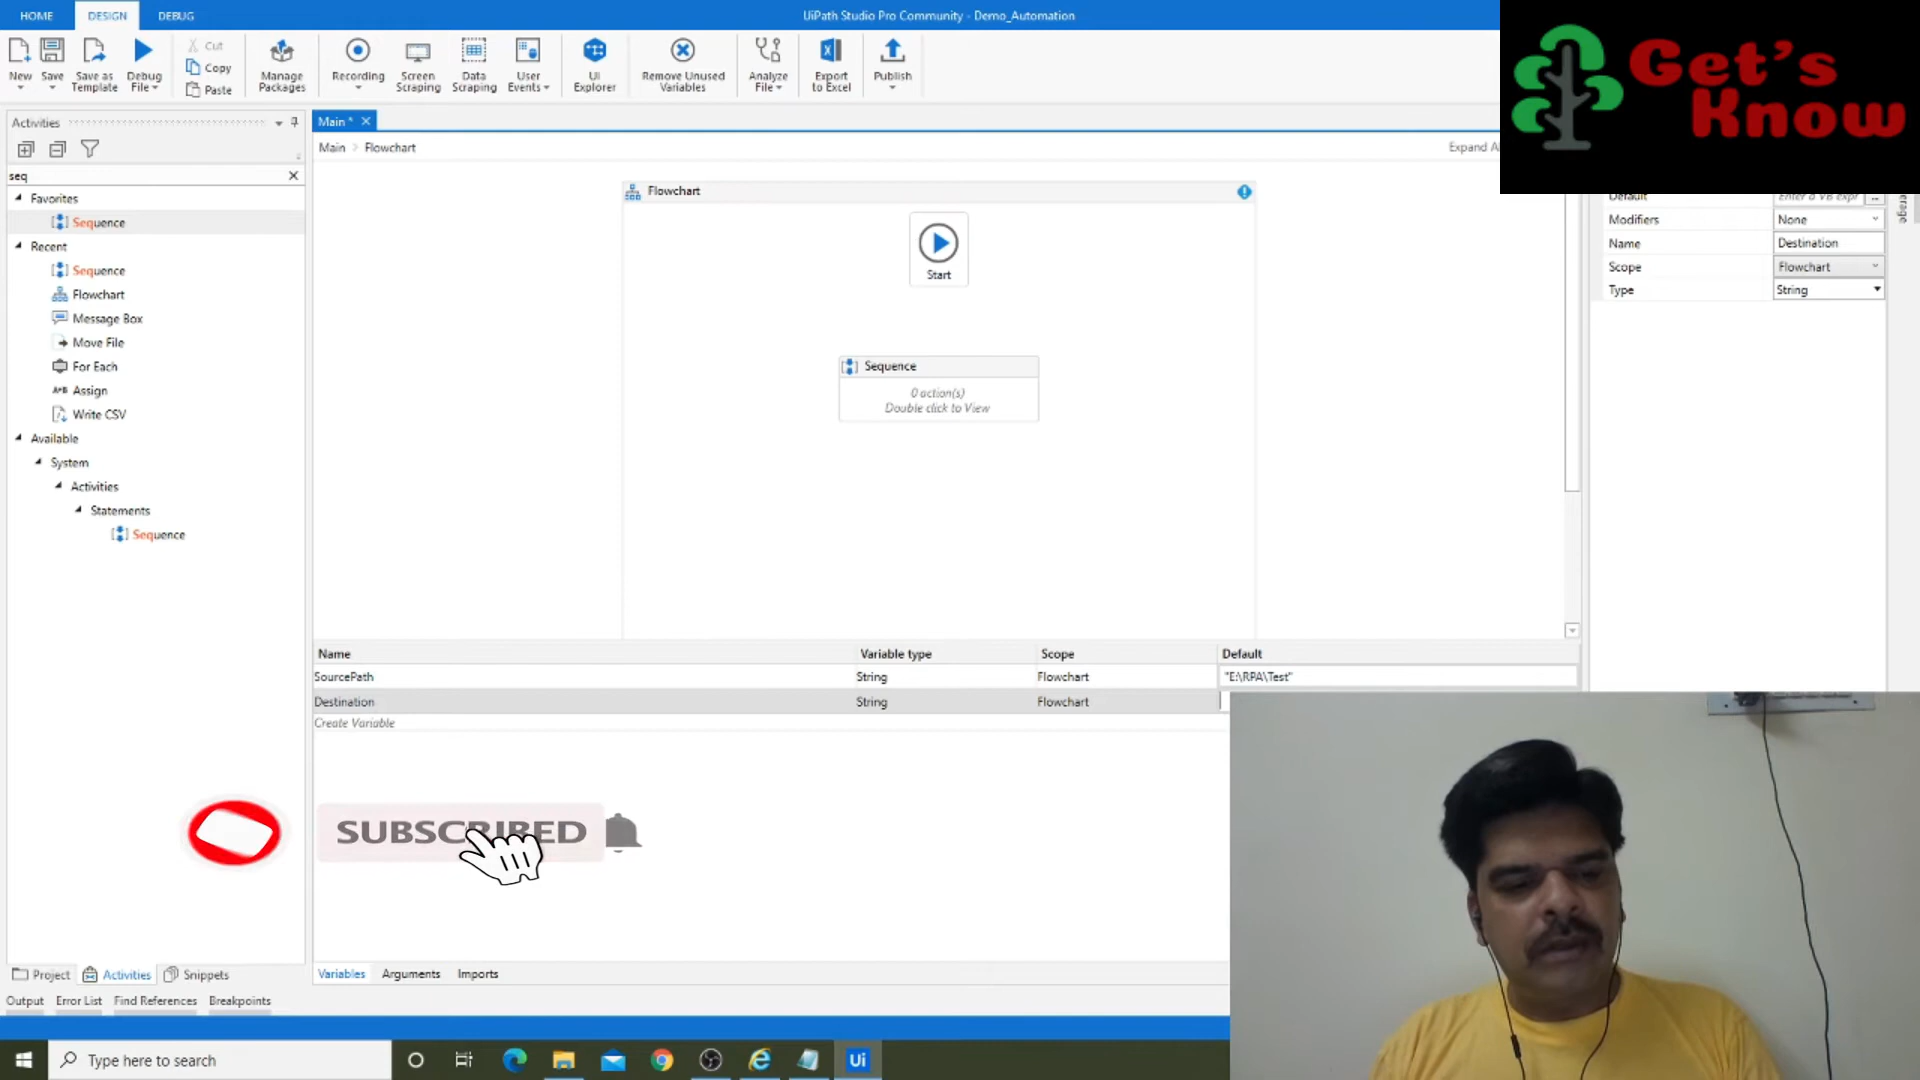 HOME DESIGN DEBUG
UiPath Studio Pro Community - Demo_Automation
New
Save
Save as Template
Debug File
Cut
Copy
Paste
Manage Packages
Recording
Screen Scraping
Data Scraping
User Events
UI Explorer
Remove Unused Variables
Analyze File
Export to Excel
Publish
Get's
Know
Activities
seq
Favorites
Sequence
Recent
Sequence
Flowchart
Message Box
Move File
For Each
Assign
Write CSV
Available
System
Activities
Statements
Sequence
Main *
Main > Flowchart
Expand A
Flowchart
Start
Sequence
0 action(s)
Double click to View
Default Enter a VB expr ...
Modifiers None
Name Destination
Scope Flowchart
Type String
Name Variable type Scope Default
SourcePath String Flowchart "E:\RPA\Test"
Destination String Flowchart
Create Variable
SUBSCRIBED
Variables Arguments Imports
Project Activities Snippets
Output Error List Find References Breakpoints
Type here to search
Ui